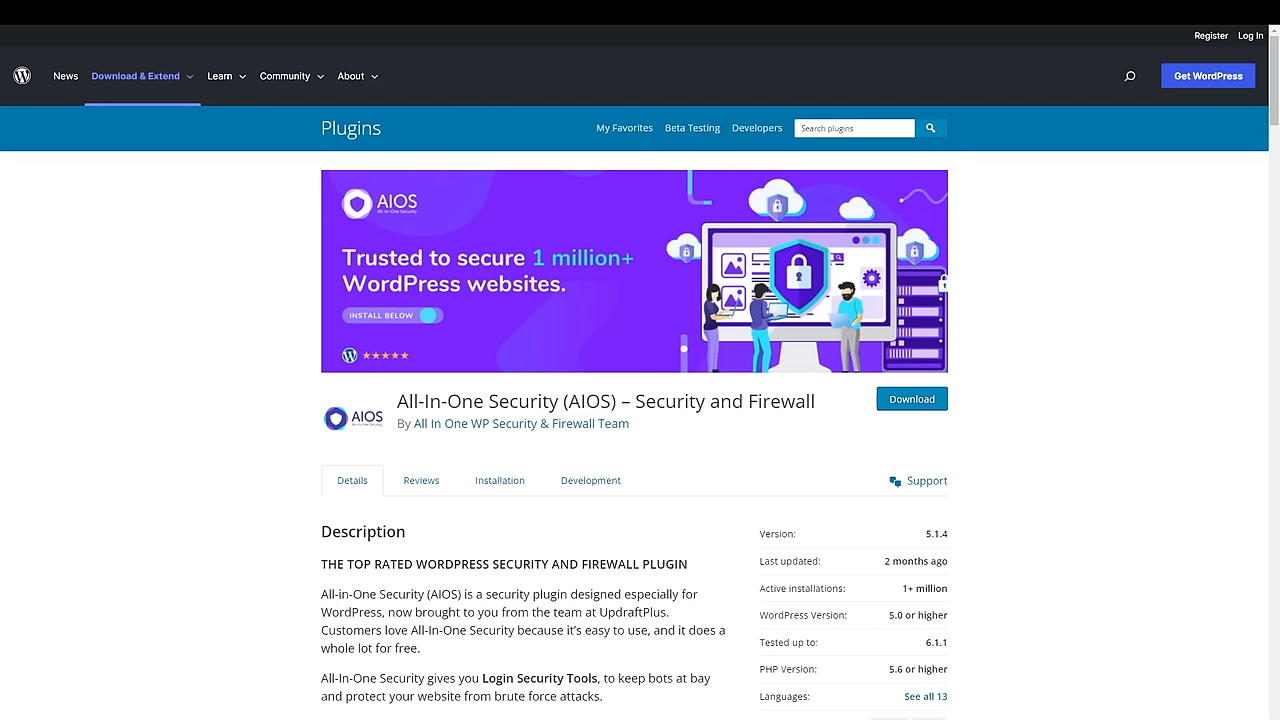 Register Log In
News Download & Extend Learn Community About Get WordPress
Plugins My Favorites Beta Testing Developers Search plugins
AIOS
All-In-One Security
Trusted to secure 1 million+
WordPress websites.
INSTALL BELOW
All-In-One Security (AIOS) – Security and Firewall
Download
AIOS
By All In One WP Security & Firewall Team
Details Reviews Installation Development Support
Description
THE TOP RATED WORDPRESS SECURITY AND FIREWALL PLUGIN
All-in-One Security (AIOS) is a security plugin designed especially for
WordPress, now brought to you from the team at UpdraftPlus.
Customers love All-In-One Security because it’s easy to use, and it does a
whole lot for free.
All-In-One Security gives you Login Security Tools, to keep bots at bay
and protect your website from brute force attacks.
Version: 5.1.4
Last updated: 2 months ago
Active installations: 1+ million
WordPress Version: 5.0 or higher
Tested up to: 6.1.1
PHP Version: 5.6 or higher
Languages: See all 13